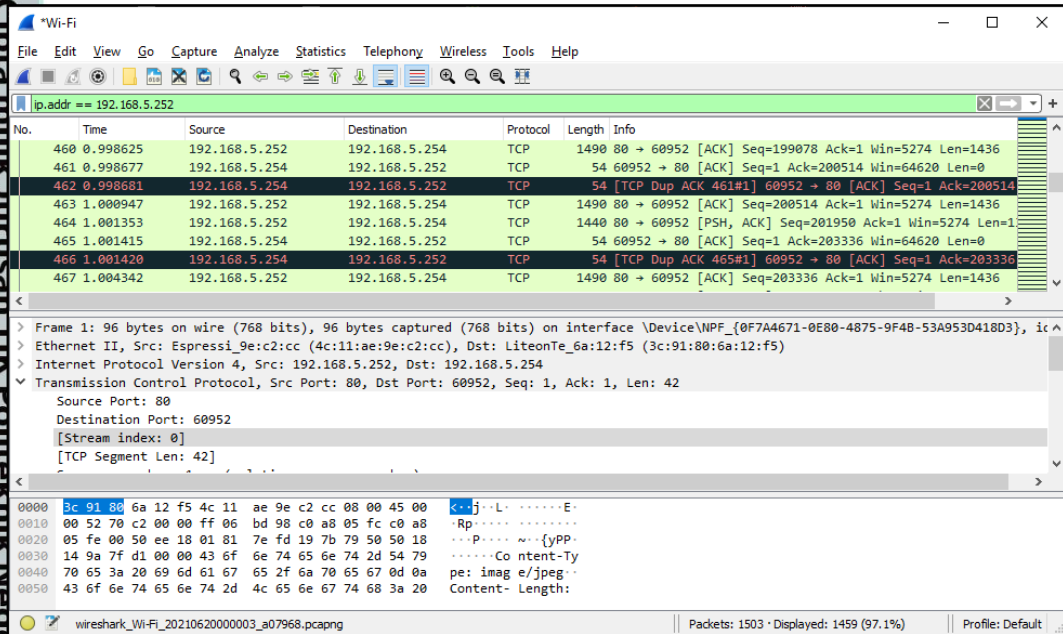 *Wi-Fi
File Edit View Go Capture Analyze Statistics Telephony Wireless Tools Help
ip.addr == 192.168.5.252
No. Time Source Destination Protocol Length Info
460 0.998625 192.168.5.252 192.168.5.254 TCP 1490 80 → 60952 [ACK] Seq=199078 Ack=1 Win=5274 Len=1436
461 0.998677 192.168.5.254 192.168.5.252 TCP 54 60952 → 80 [ACK] Seq=1 Ack=200514 Win=64620 Len=0
462 0.998681 192.168.5.254 192.168.5.252 TCP 54 [TCP Dup ACK 461#1] 60952 → 80 [ACK] Seq=1 Ack=200514
463 1.000947 192.168.5.252 192.168.5.254 TCP 1490 80 → 60952 [ACK] Seq=200514 Ack=1 Win=5274 Len=1436
464 1.001353 192.168.5.252 192.168.5.254 TCP 1440 80 → 60952 [PSH, ACK] Seq=201950 Ack=1 Win=5274 Len=1
465 1.001415 192.168.5.254 192.168.5.252 TCP 54 60952 → 80 [ACK] Seq=1 Ack=203336 Win=64620 Len=0
466 1.001420 192.168.5.254 192.168.5.252 TCP 54 [TCP Dup ACK 465#1] 60952 → 80 [ACK] Seq=1 Ack=203336
467 1.004342 192.168.5.252 192.168.5.254 TCP 1490 80 → 60952 [ACK] Seq=203336 Ack=1 Win=5274 Len=1436
Frame 1: 96 bytes on wire (768 bits), 96 bytes captured (768 bits) on interface \Device\NPF_{0F7A4671-0E80-4875-9F4B-53A953D418D3}, id
Ethernet II, Src: Espressi_9e:c2:cc (4c:11:ae:9e:c2:cc), Dst: LiteonTe_6a:12:f5 (3c:91:80:6a:12:f5)
Internet Protocol Version 4, Src: 192.168.5.252, Dst: 192.168.5.254
Transmission Control Protocol, Src Port: 80, Dst Port: 60952, Seq: 1, Ack: 1, Len: 42
Source Port: 80
Destination Port: 60952
[Stream index: 0]
[TCP Segment Len: 42]
0000 3c 91 80 6a 12 f5 4c 11 ae 9e c2 cc 08 00 45 00 <··j··L· ······E·
0010 00 52 70 c2 00 00 ff 06 bd 98 c0 a8 05 fc c0 a8 ·Rp····· ········
0020 05 fe 00 50 ee 18 01 81 7e fd 19 7b 79 50 50 18 ···P···· ~··{yPP·
0030 14 9a 7f d1 00 00 43 6f 6e 74 65 6e 74 2d 54 79 ······Co ntent-Ty
0040 70 65 3a 20 69 6d 61 67 65 2f 6a 70 65 67 0d 0a pe: imag e/jpeg··
0050 43 6f 6e 74 65 6e 74 2d 4c 65 6e 67 74 68 3a 20 Content- Length:
wireshark_Wi-Fi_20210620000003_a07968.pcapng Packets: 1503 · Displayed: 1459 (97.1%) Profile: Default